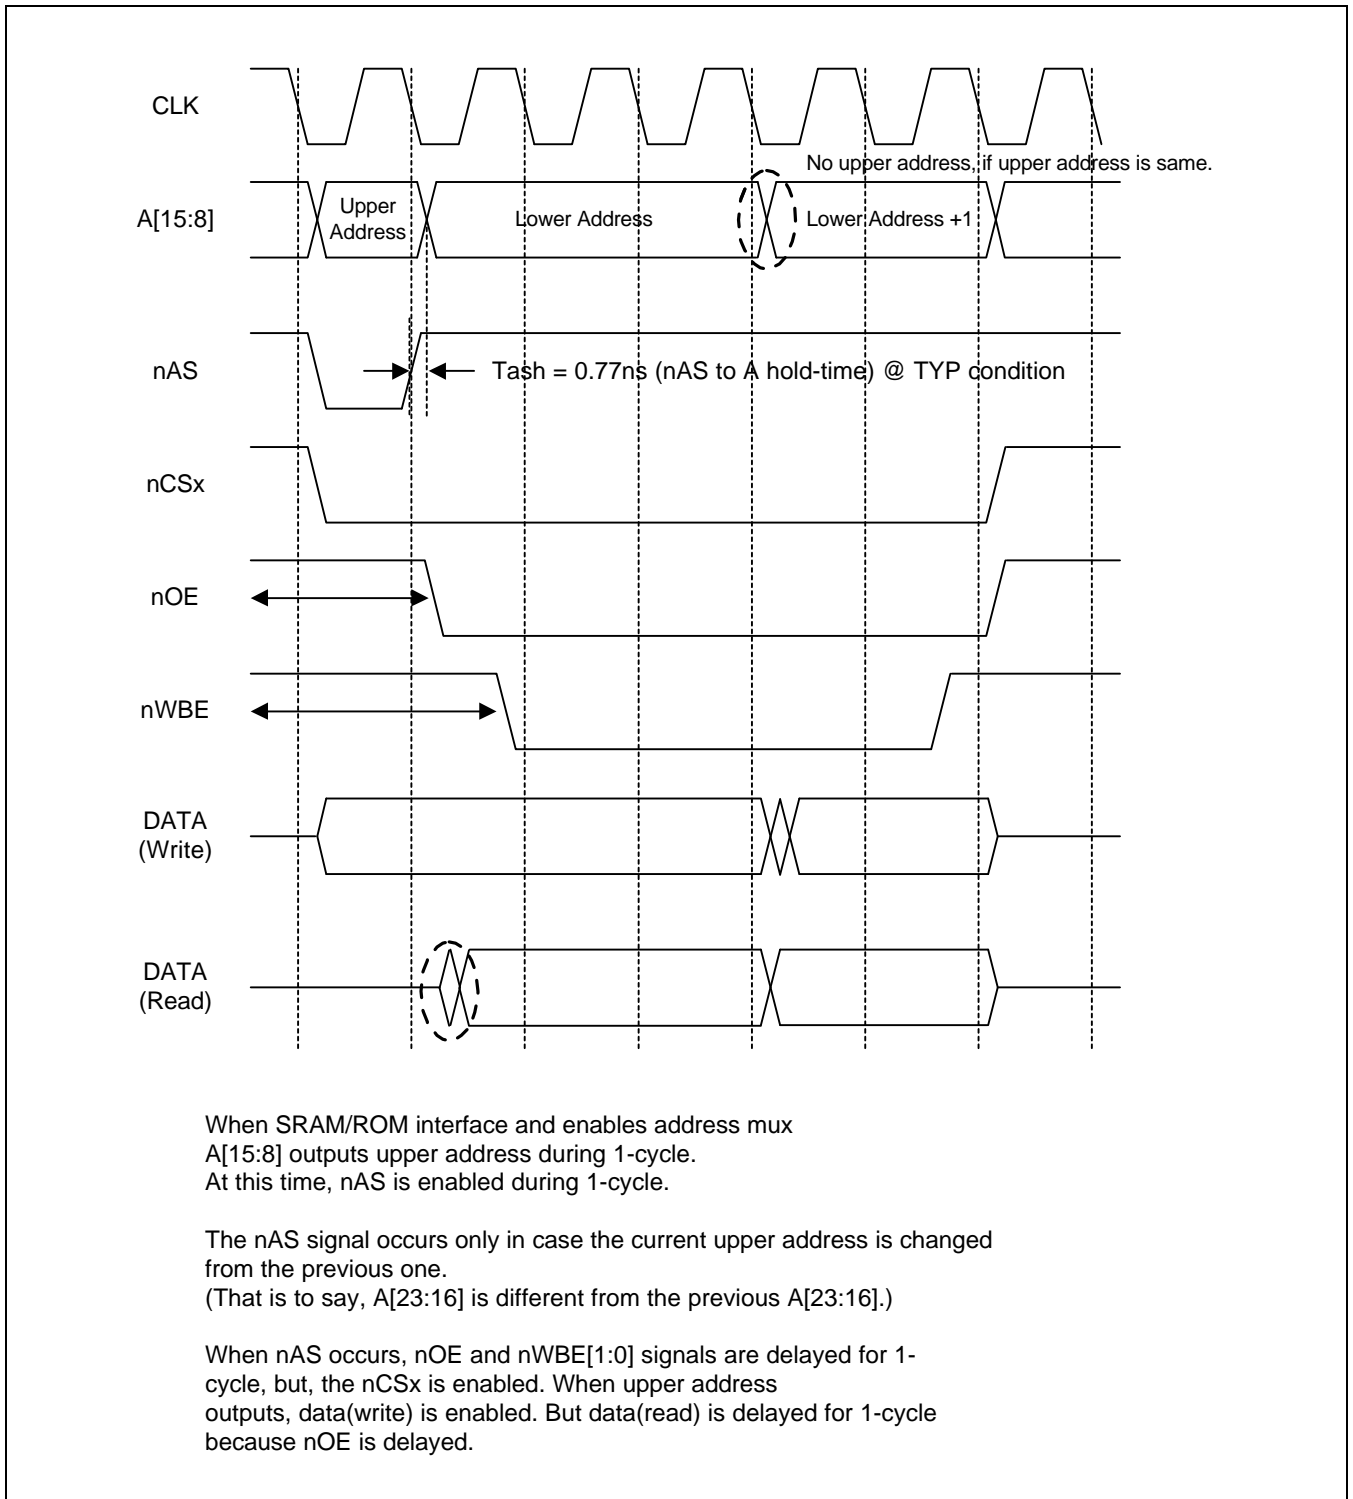 CLK
No upper address, if upper address is same.
A[15:8]
Upper
Address
Lower Address
Lower Address +1
nAS
Tash = 0.77ns (nAS to A hold-time) @ TYP condition
nCSx
nOE
nWBE
DATA
(Write)
DATA
(Read)
When SRAM/ROM interface and enables address mux
A[15:8] outputs upper address during 1-cycle.
At this time, nAS is enabled during 1-cycle.
The nAS signal occurs only in case the current upper address is changed
from the previous one.
(That is to say, A[23:16] is different from the previous A[23:16].)
When nAS occurs, nOE and nWBE[1:0] signals are delayed for 1-
cycle, but, the nCSx is enabled. When upper address
outputs, data(write) is enabled. But data(read) is delayed for 1-cycle
because nOE is delayed.